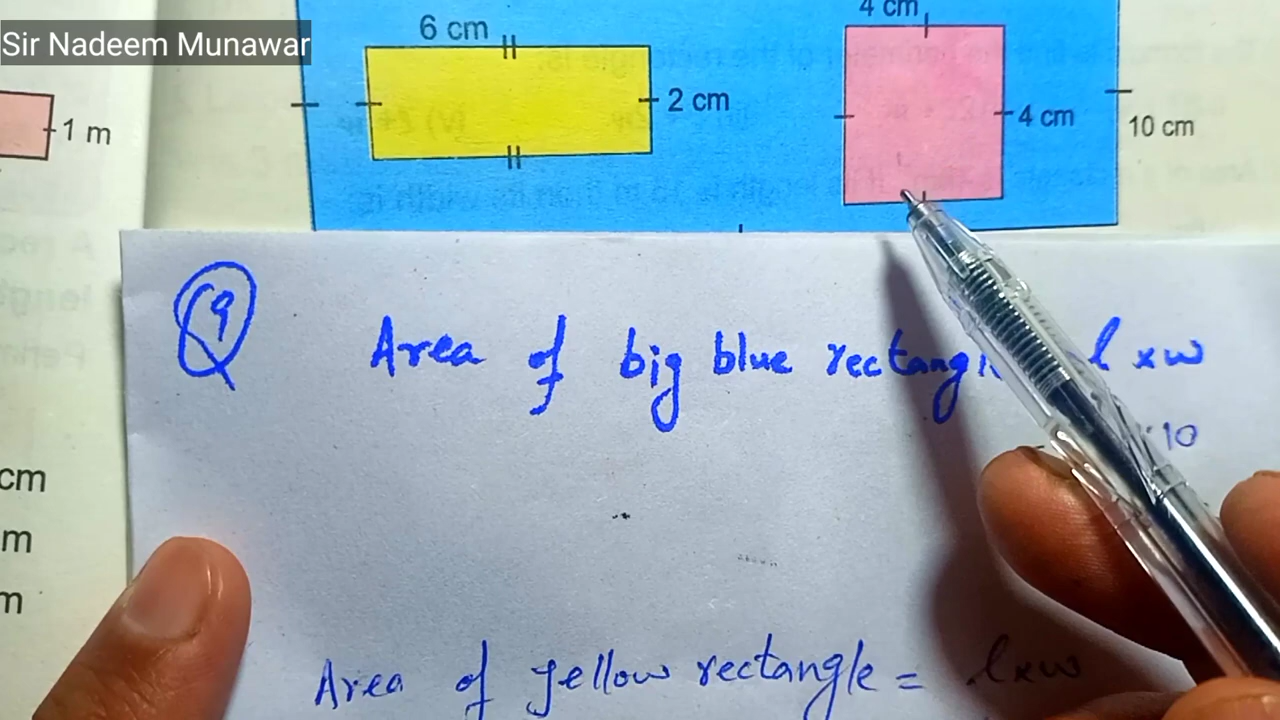 Sir Nadeem Munawar
4 cm
6 cm
2 cm
4 cm
10 cm
1 m
Q9
Area of big blue rectangle l x w
10
cm
m
m
Area of yellow rectangle = l x w